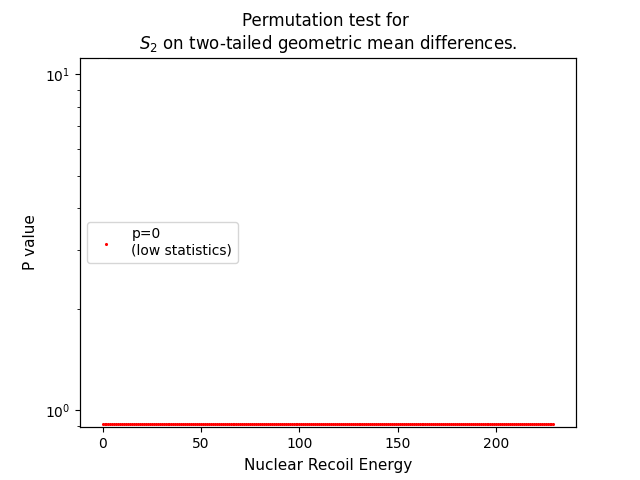 Permutation test for
$S_2$ on two-tailed geometric mean differences.
10¹
P value
p=0
(low statistics)
10⁰
0 50 100 150 200
Nuclear Recoil Energy